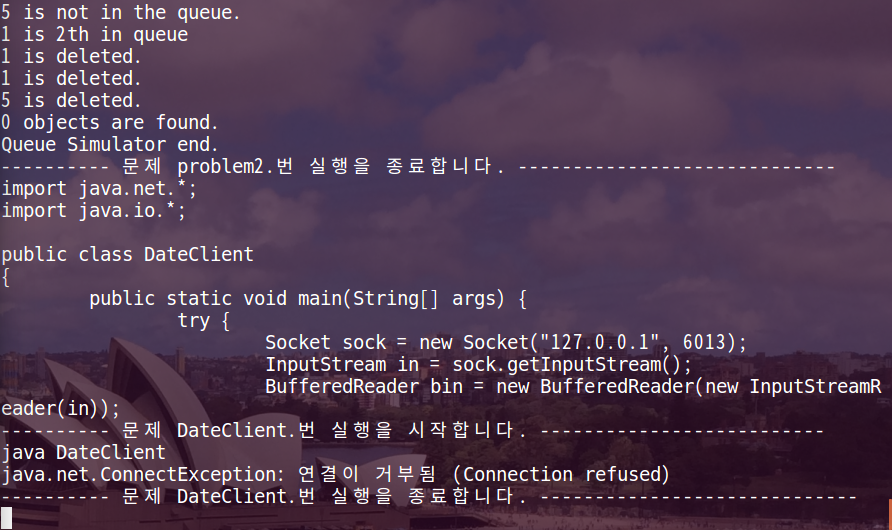 5 is not in the queue.
1 is 2th in queue
1 is deleted.
1 is deleted.
5 is deleted.
0 objects are found.
Queue Simulator end.
---------- 문제 problem2.번 실행을 종료합니다. -----------------------------
import java.net.*;
import java.io.*;
public class DateClient
{
public static void main(String[] args) {
try {
Socket sock = new Socket("127.0.0.1", 6013);
InputStream in = sock.getInputStream();
BufferedReader bin = new BufferedReader(new InputStreamR
eader(in));
---------- 문제 DateClient.번 실행을 시작합니다. --------------------------
java DateClient
java.net.ConnectException: 연결이 거부됨 (Connection refused)
---------- 문제 DateClient.번 실행을 종료합니다. -----------------------------